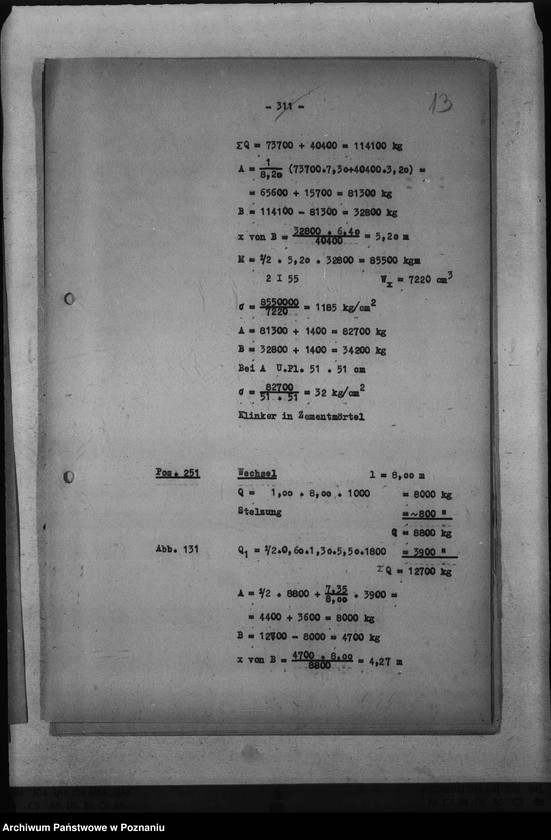 - 311 -
13
ΣQ = 73700 + 40400 = 114100 kg
A = 1/8,20 (73700.7,30+40400.3,20) =
= 65600 + 15700 = 81300 kg
B = 114100 - 81300 = 32800 kg
x von B = 32800 . 6.40/40400 = 5,20 m
M = 1/2 . 5,20 . 32800 = 85500 kgm
2 I 55 Wx = 7220 cm3
σ = 8550000/7220 = 1185 kg/cm2
A = 81300 + 1400 = 82700 kg
B = 32800 + 1400 = 34200 kg
Bei A U.Pl. 51 . 51 cm
σ = 82700/51 . 51 = 32 kg/cm2
Klinker in Zementmörtel
Pos. 251 Wechsel l = 8,00 m
Q = 1,00 . 8,00 . 1000 = 8000 kg
Stelzung =~800 "
Q = 8800 kg
Abb. 131 Q1 = 1/2.0,60.1,30.5,50.1800 = 3900 "
ΣQ = 12700 kg
A = 1/2 . 8800 + 7,35/8,00 . 3900 =
= 4400 + 3600 = 8000 kg
B = 12700 - 8000 = 4700 kg
x von B = 4700 . 8.00/8800 = 4,27 m
Archiwum Państwowe w Poznaniu